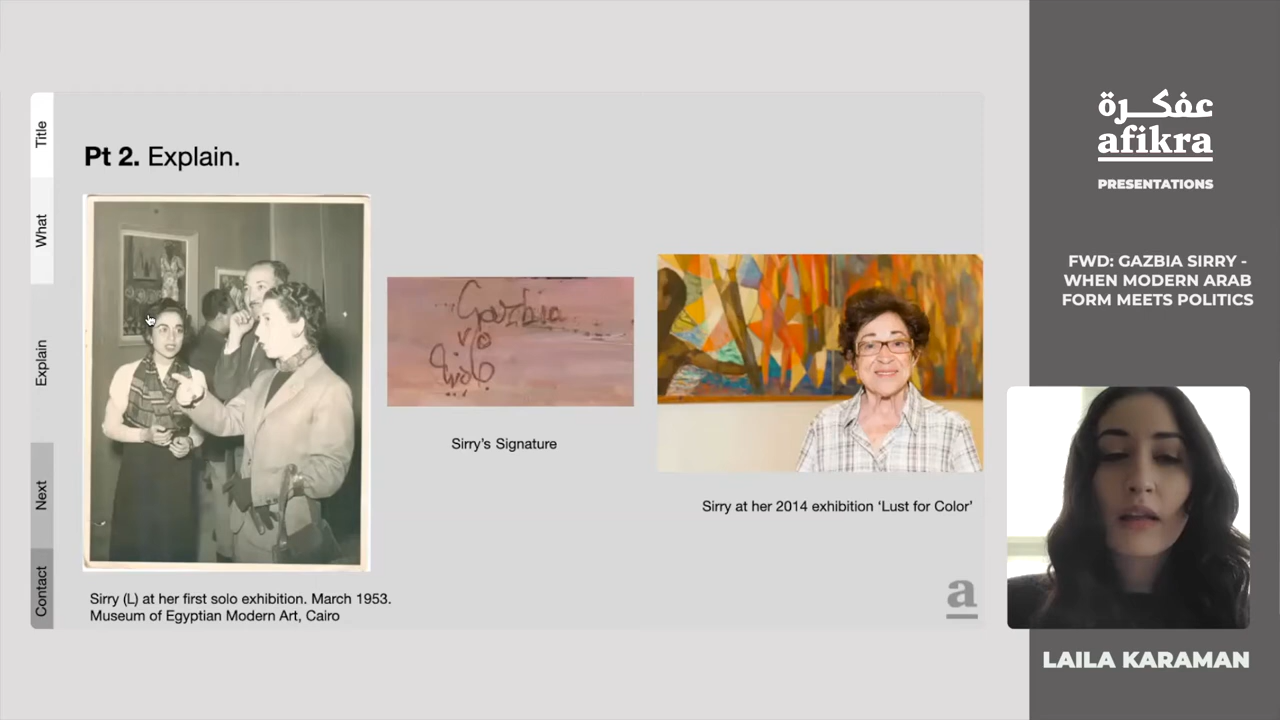 Title
What
Explain
Next
Contact
Pt 2. Explain.
Gazbia
Sirry's Signature
Sirry at her 2014 exhibition 'Lust for Color'
Sirry (L) at her first solo exhibition. March 1953.
Museum of Egyptian Modern Art, Cairo
a
عفكرة
afikra
PRESENTATIONS
FWD: GAZBIA SIRRY -
WHEN MODERN ARAB
FORM MEETS POLITICS
LAILA KARAMAN